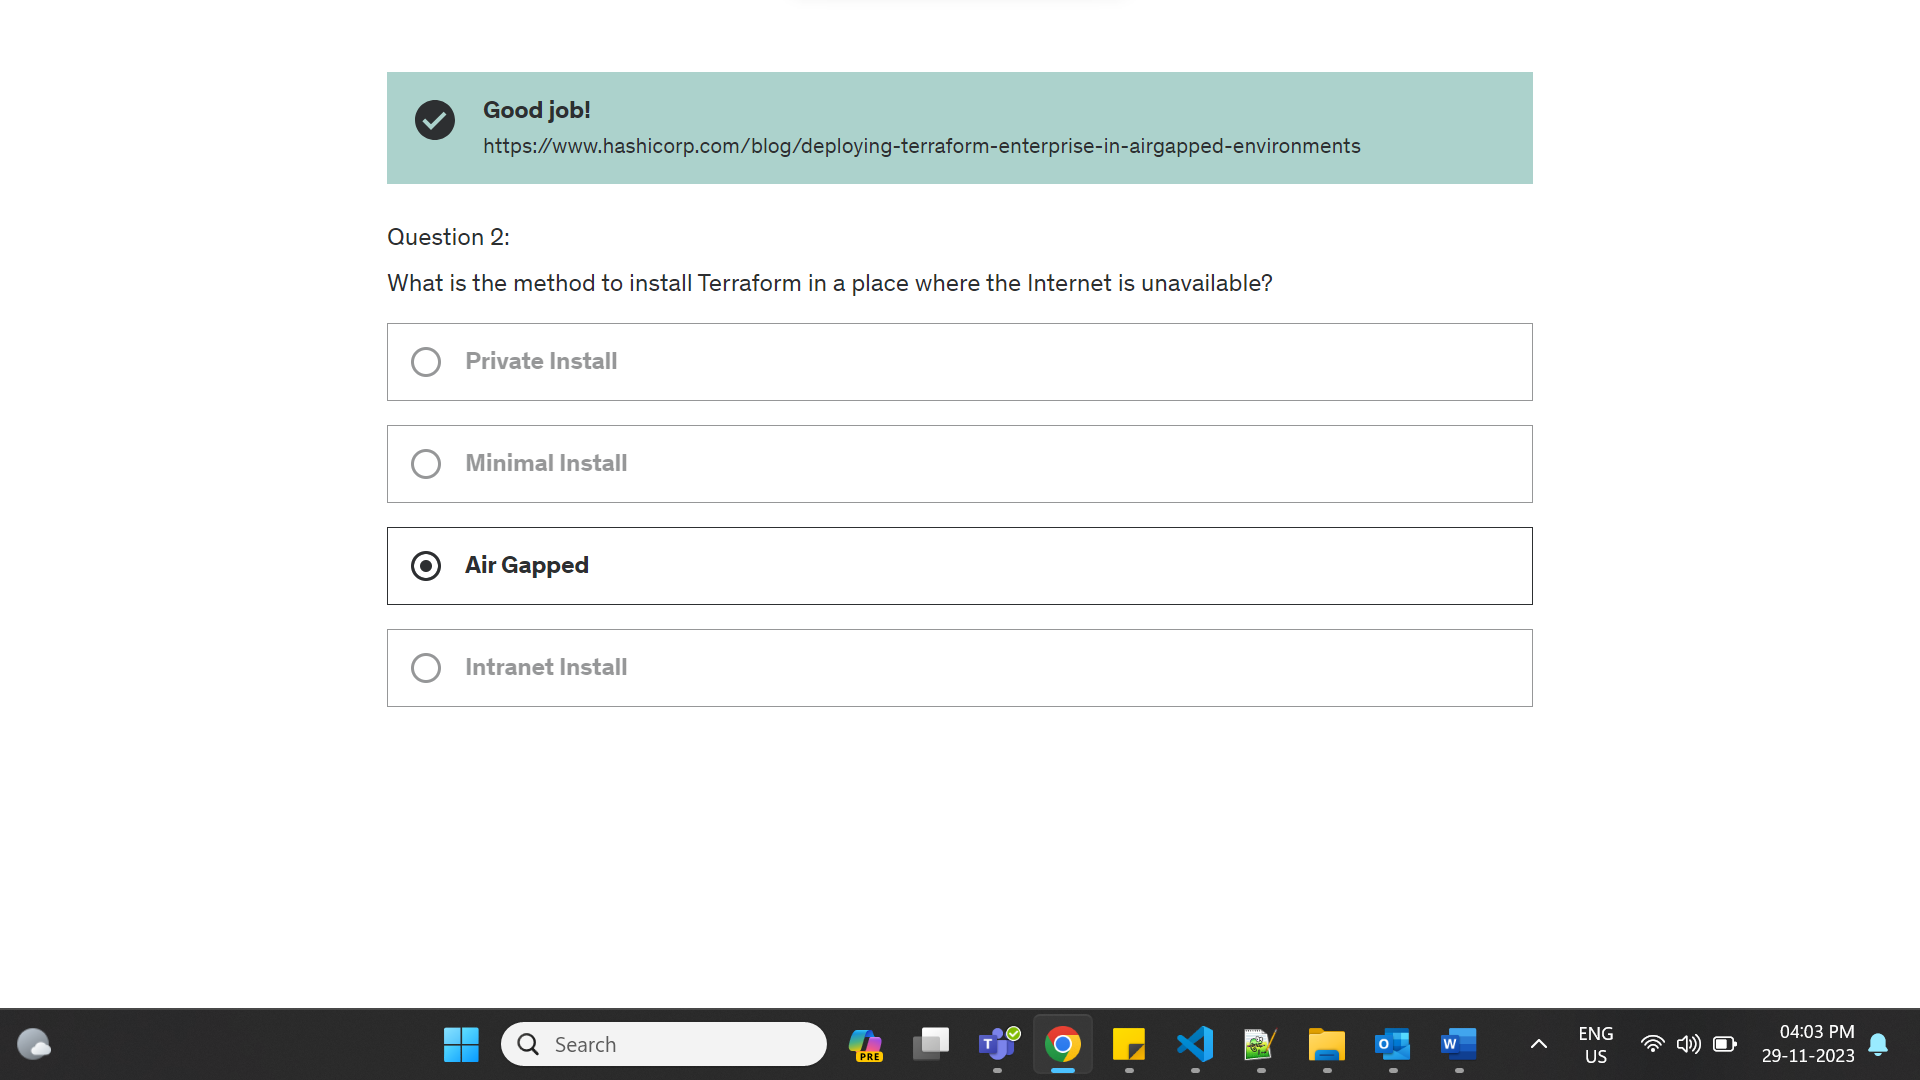 Good job!
https://www.hashicorp.com/blog/deploying-terraform-enterprise-in-airgapped-environments
Question 2:
What is the method to install Terraform in a place where the Internet is unavailable?
Private Install
Minimal Install
Air Gapped
Intranet Install
Search
PRE
T
O
W
ENG
US
04:03 PM
29-11-2023